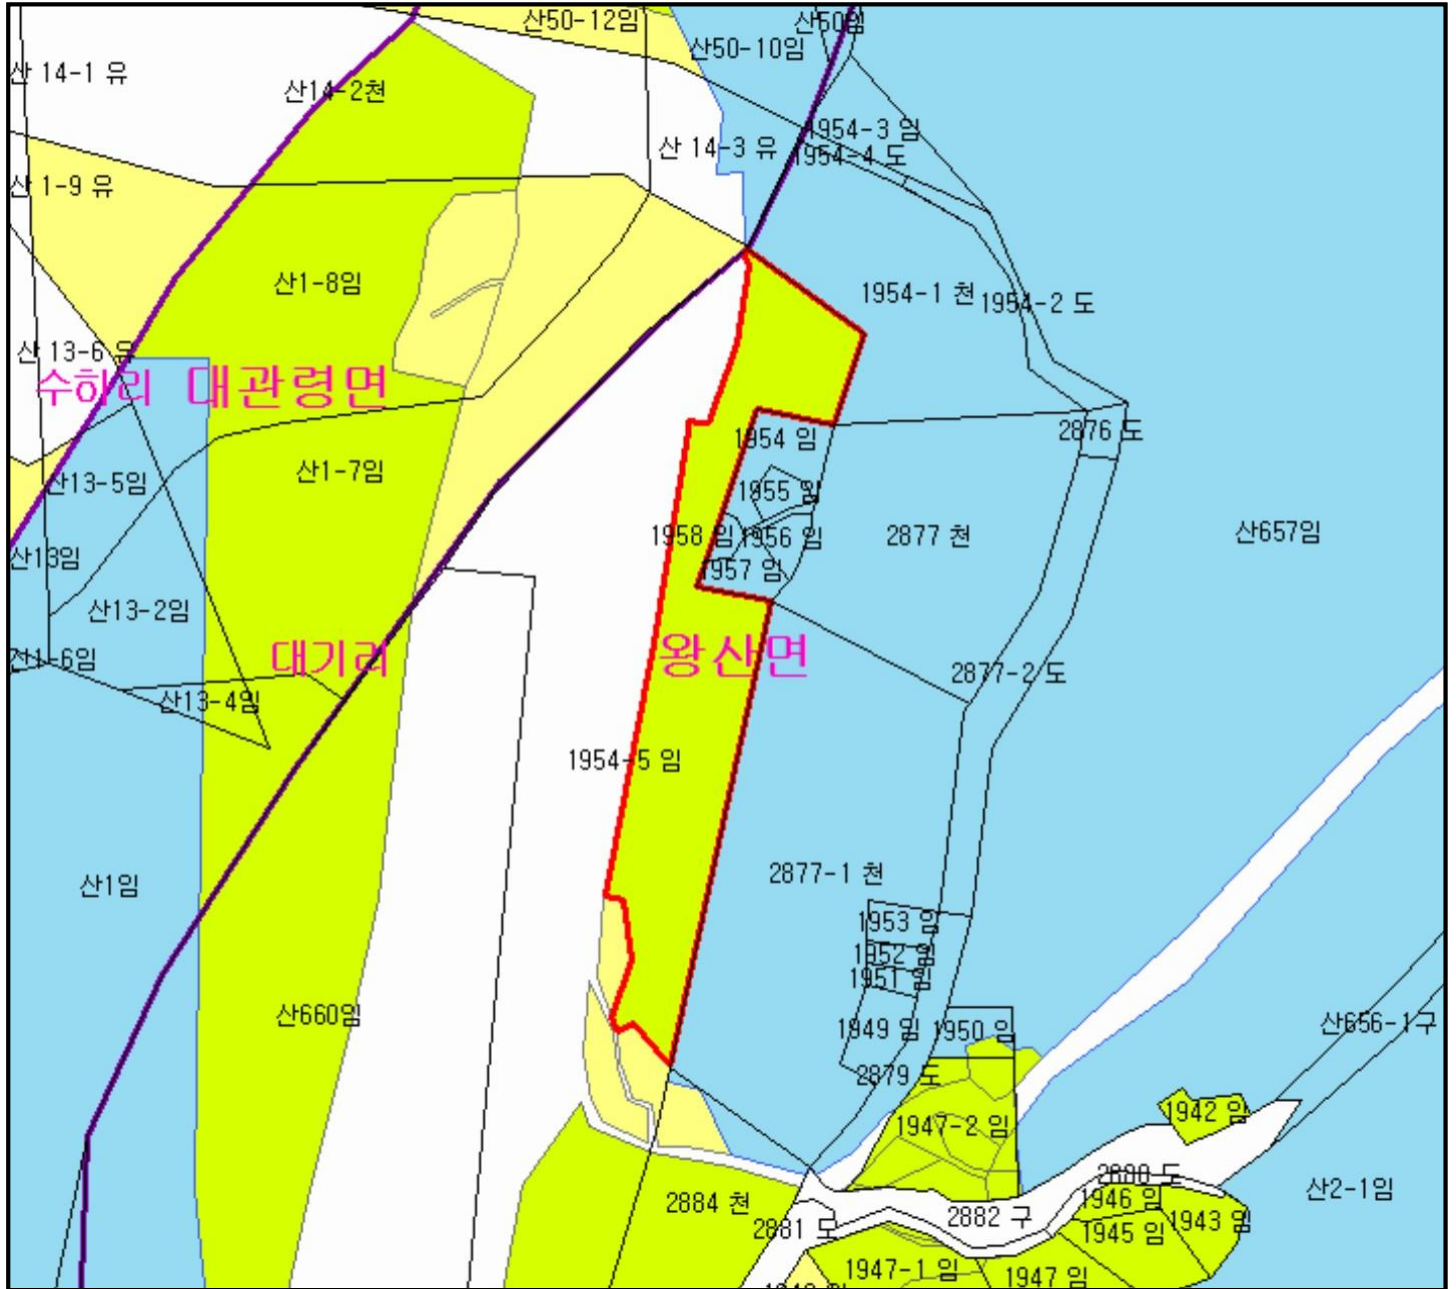 산50-12임
산50임
산50-10임
산 14-1 유
산14-2천
1954-3 임
산 14-3 유
1954-4 도
산 1-9 유
산1-8임
1954-1 천
1954-2 도
산 13-6 유
수하리 대관령면
1954 임
2876 도
산1-7임
산13-5임
1955 임
1958 임
1956 임
2877 천
산657임
산13임
1957 임
산13-2임
대기리
왕산면
2877-2 도
산13-4임
1954-5 임
산1임
2877-1 천
1953 임
1952 임
1951 임
산660임
1949 임
1950 임
산656-1구
2879 도
1942 임
1947-2 임
2880 도
산2-1임
2884 천
1946 임
2881 도
2882 구
1945 임
1943 임
1947-1 임
1947 임